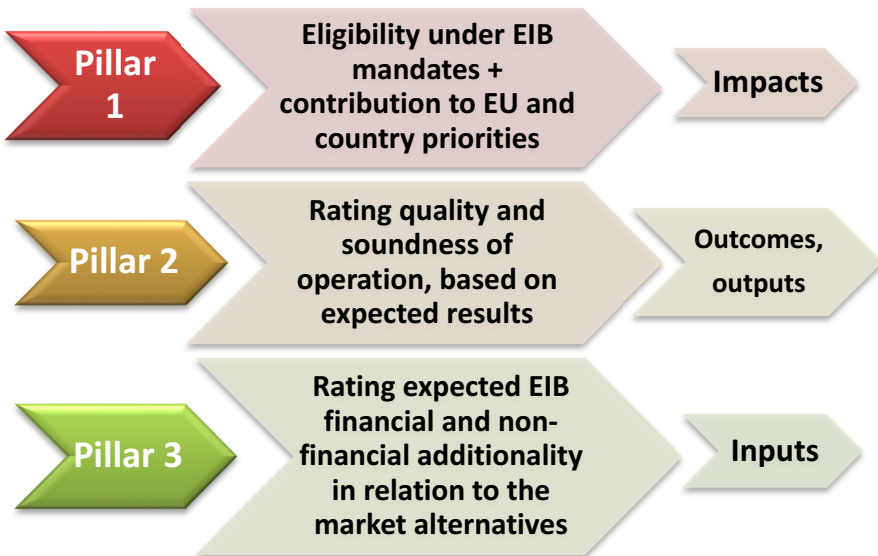 Pillar
1
Eligibility under EIB
mandates +
contribution to EU and
country priorities
Impacts
Pillar 2
Rating quality and
soundness of
operation, based on
expected results
Outcomes,
outputs
Pillar 3
Rating expected EIB
financial and non-
financial additionality
in relation to the
market alternatives
Inputs